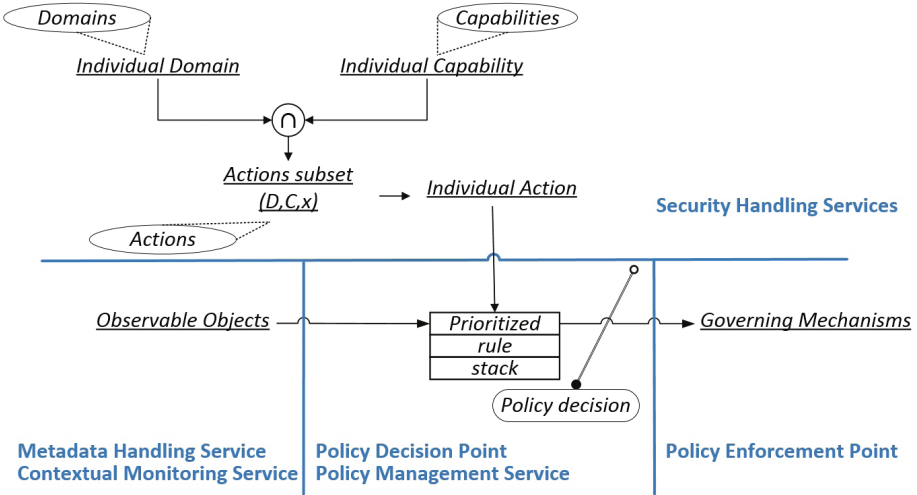 Domains
Capabilities
Individual Domain
Individual Capability
∩
Actions subset
(D,C,x)
Individual Action
Actions
Security Handling Services
Observable Objects
Prioritized
rule
stack
Governing Mechanisms
Policy decision
Metadata Handling Service
Contextual Monitoring Service
Policy Decision Point
Policy Management Service
Policy Enforcement Point